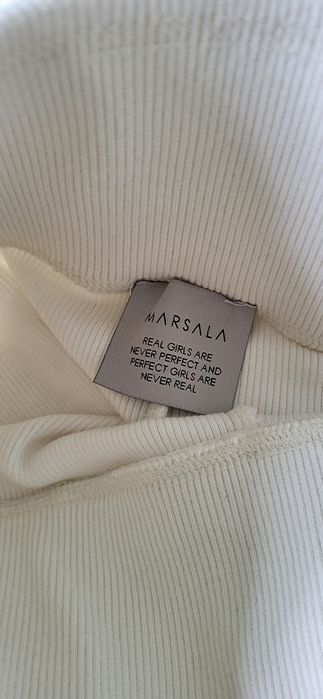 MARSALA
REAL GIRLS ARE
NEVER PERFECT AND
PERFECT GIRLS ARE
NEVER REAL